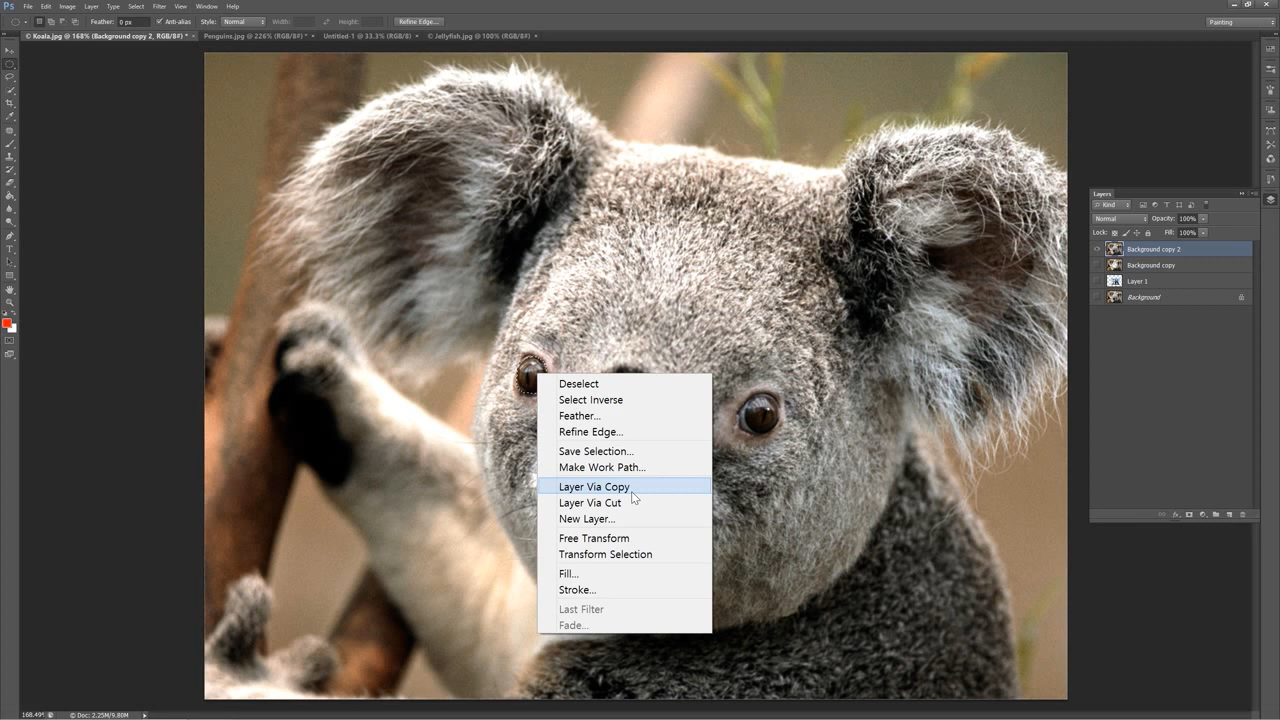 Ps File Edit Image Layer Type Select Filter 3D View Window Help
Feather: 0 px Anti-alias Style: Normal Width: Height: Refine Edge... Painting
© Koala.jpg @ 168% (Background copy 2, RGB/8#) * × Penguins.jpg @ 226% (RGB/8#) * × Untitled-1 @ 33.3% (RGB/8) × © Jellyfish.jpg @ 100% (RGB/8#) ×
Layers
Kind
Normal Opacity: 100%
Lock: Fill: 100%
Background copy 2
Background copy
Layer 1
Background
Deselect
Select Inverse
Feather...
Refine Edge...
Save Selection...
Make Work Path...
Layer Via Copy
Layer Via Cut
New Layer...
Free Transform
Transform Selection
Fill...
Stroke...
Last Filter
Fade...
168.49% © Doc: 2.25M/9.80M